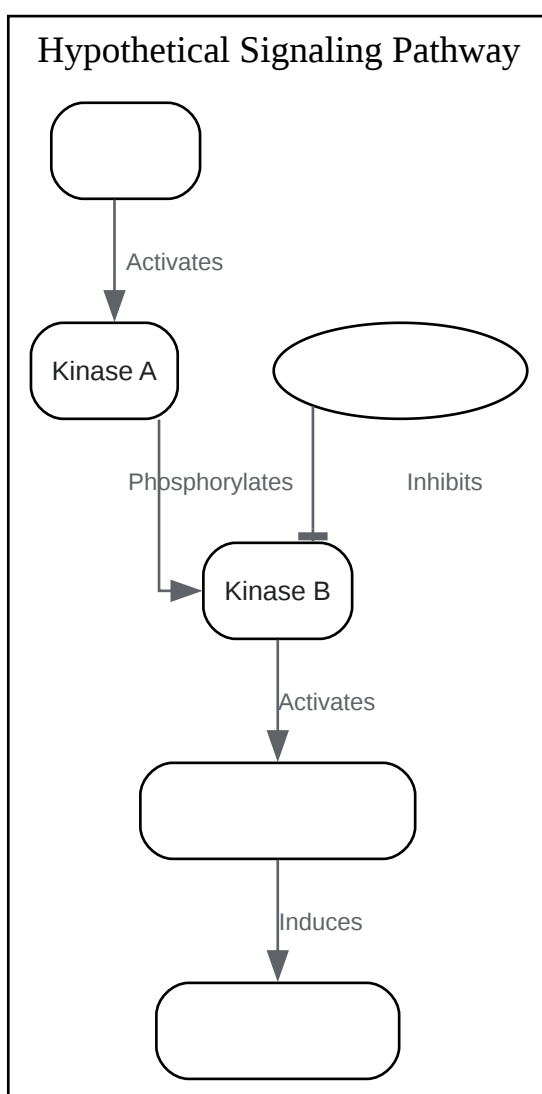 Hypothetical Signaling Pathway
Activates
Kinase A
Phosphorylates
Inhibits
Kinase B
Activates
Induces